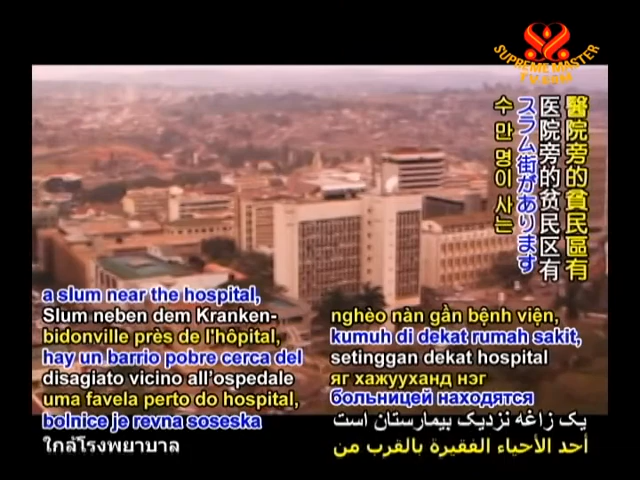 SUPREME MASTER
TV.COM
醫院旁的貧民區有
医院旁的贫民区有
スラム街があります
수만 명이 사는
a slum near the hospital,
Slum neben dem Kranken-
bidonville près de l'hôpital,
hay un barrio pobre cerca del
disagiato vicino all'ospedale
uma favela perto do hospital,
bolnice je revna soseska
ใกล้โรงพยาบาล
nghèo nàn gần bệnh viện,
kumuh di dekat rumah sakit,
setinggan dekat hospital
яг хажууханд нэг
больницей находятся
یک زاغه نزدیک بیمارستان است
أحد الأحياء الفقيرة بالقرب من